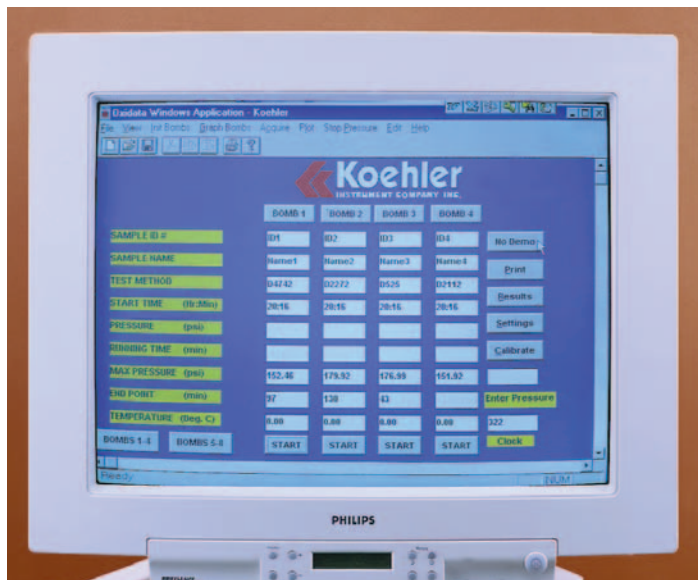 Daidata Windows Application - Koehler
File View Init Bombs Graph Bombs Acquire Plot Stop Pressure Edit Help
Koehler
INSTRUMENT COMPANY INC.
BOMB 1 BOMB 2 BOMB 3 BOMB 4
SAMPLE ID # ID1 ID2 ID3 ID4 No Demo
SAMPLE NAME Name1 Name2 Name3 Name4
Print
TEST METHOD D4742 D2272 D525 D2112
Results
START TIME (Hr:Min) 20:16 20:16 20:16 20:16
PRESSURE (psi) Settings
RUNNING TIME (min) Calibrate
MAX PRESSURE (psi) 152.46 179.92 176.99 151.92
END POINT (min) 97 138 43 Enter Pressure
TEMPERATURE (Deg. C) 0.00 0.00 0.00 0.00 322
BOMBS 1-4 BOMBS 5-8 START START START START Clock
Ready NUM
PHILIPS